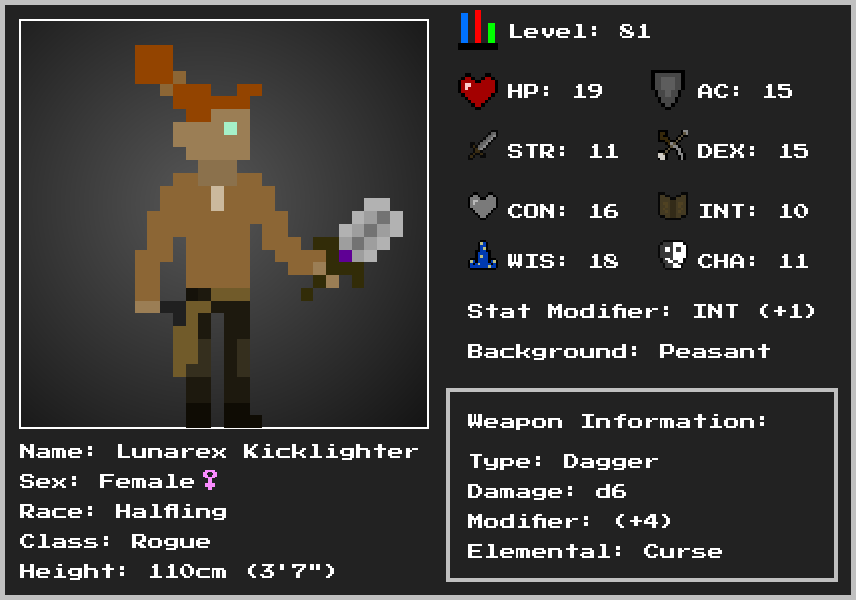 Level: 81
HP: 19 AC: 15
STR: 11 DEX: 15
CON: 16 INT: 10
WIS: 18 CHA: 11
Stat Modifier: INT (+1)
Background: Peasant
Weapon Information:
Type: Dagger
Damage: d6
Modifier: (+4)
Elemental: Curse
Name: Lunarex Kicklighter
Sex: Female♀
Race: Halfling
Class: Rogue
Height: 110cm (3'7")